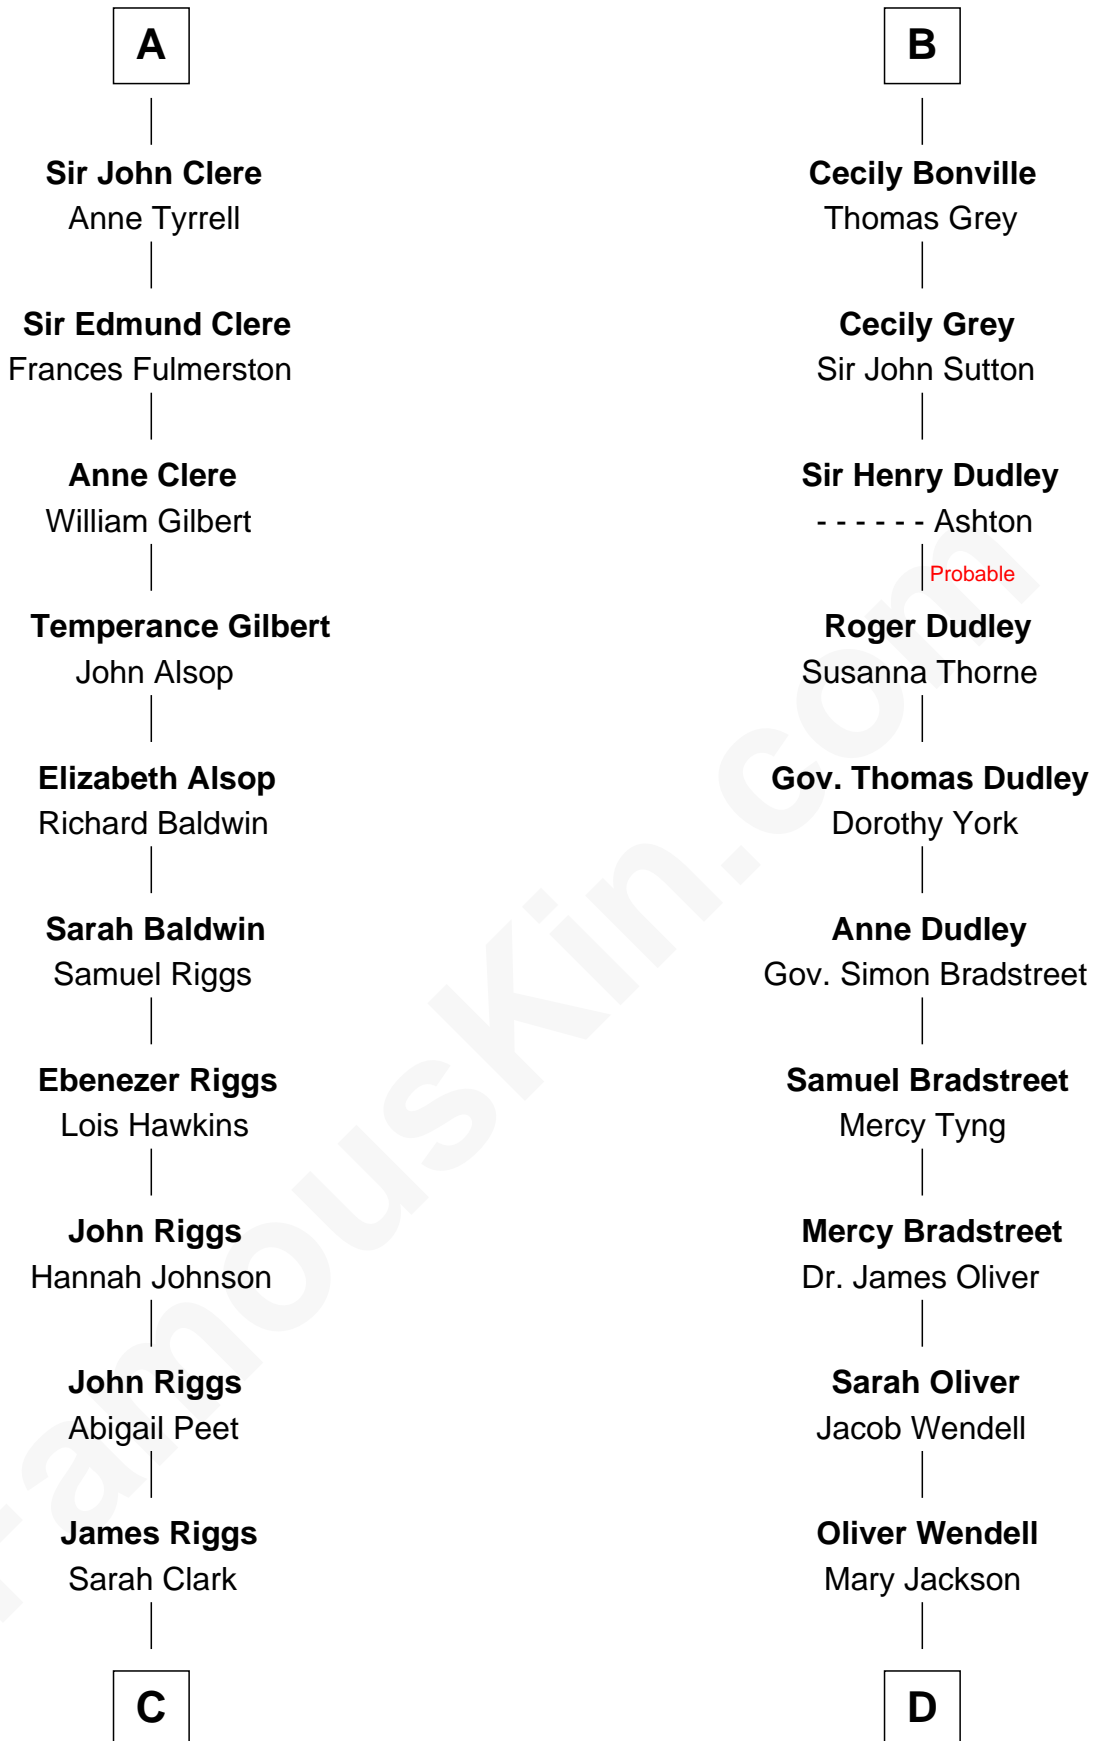 A
Sir John Clere
Anne Tyrrell
Sir Edmund Clere
Frances Fulmerston
Anne Clere
William Gilbert
Temperance Gilbert
John Alsop
Elizabeth Alsop
Richard Baldwin
Sarah Baldwin
Samuel Riggs
Ebenezer Riggs
Lois Hawkins
John Riggs
Hannah Johnson
John Riggs
Abigail Peet
James Riggs
Sarah Clark
C
B
Cecily Bonville
Thomas Grey
Cecily Grey
Sir John Sutton
Sir Henry Dudley
- - - - - - Ashton
Probable
Roger Dudley
Susanna Thorne
Gov. Thomas Dudley
Dorothy York
Anne Dudley
Gov. Simon Bradstreet
Samuel Bradstreet
Mercy Tyng
Mercy Bradstreet
Dr. James Oliver
Sarah Oliver
Jacob Wendell
Oliver Wendell
Mary Jackson
D
FamousKin.com